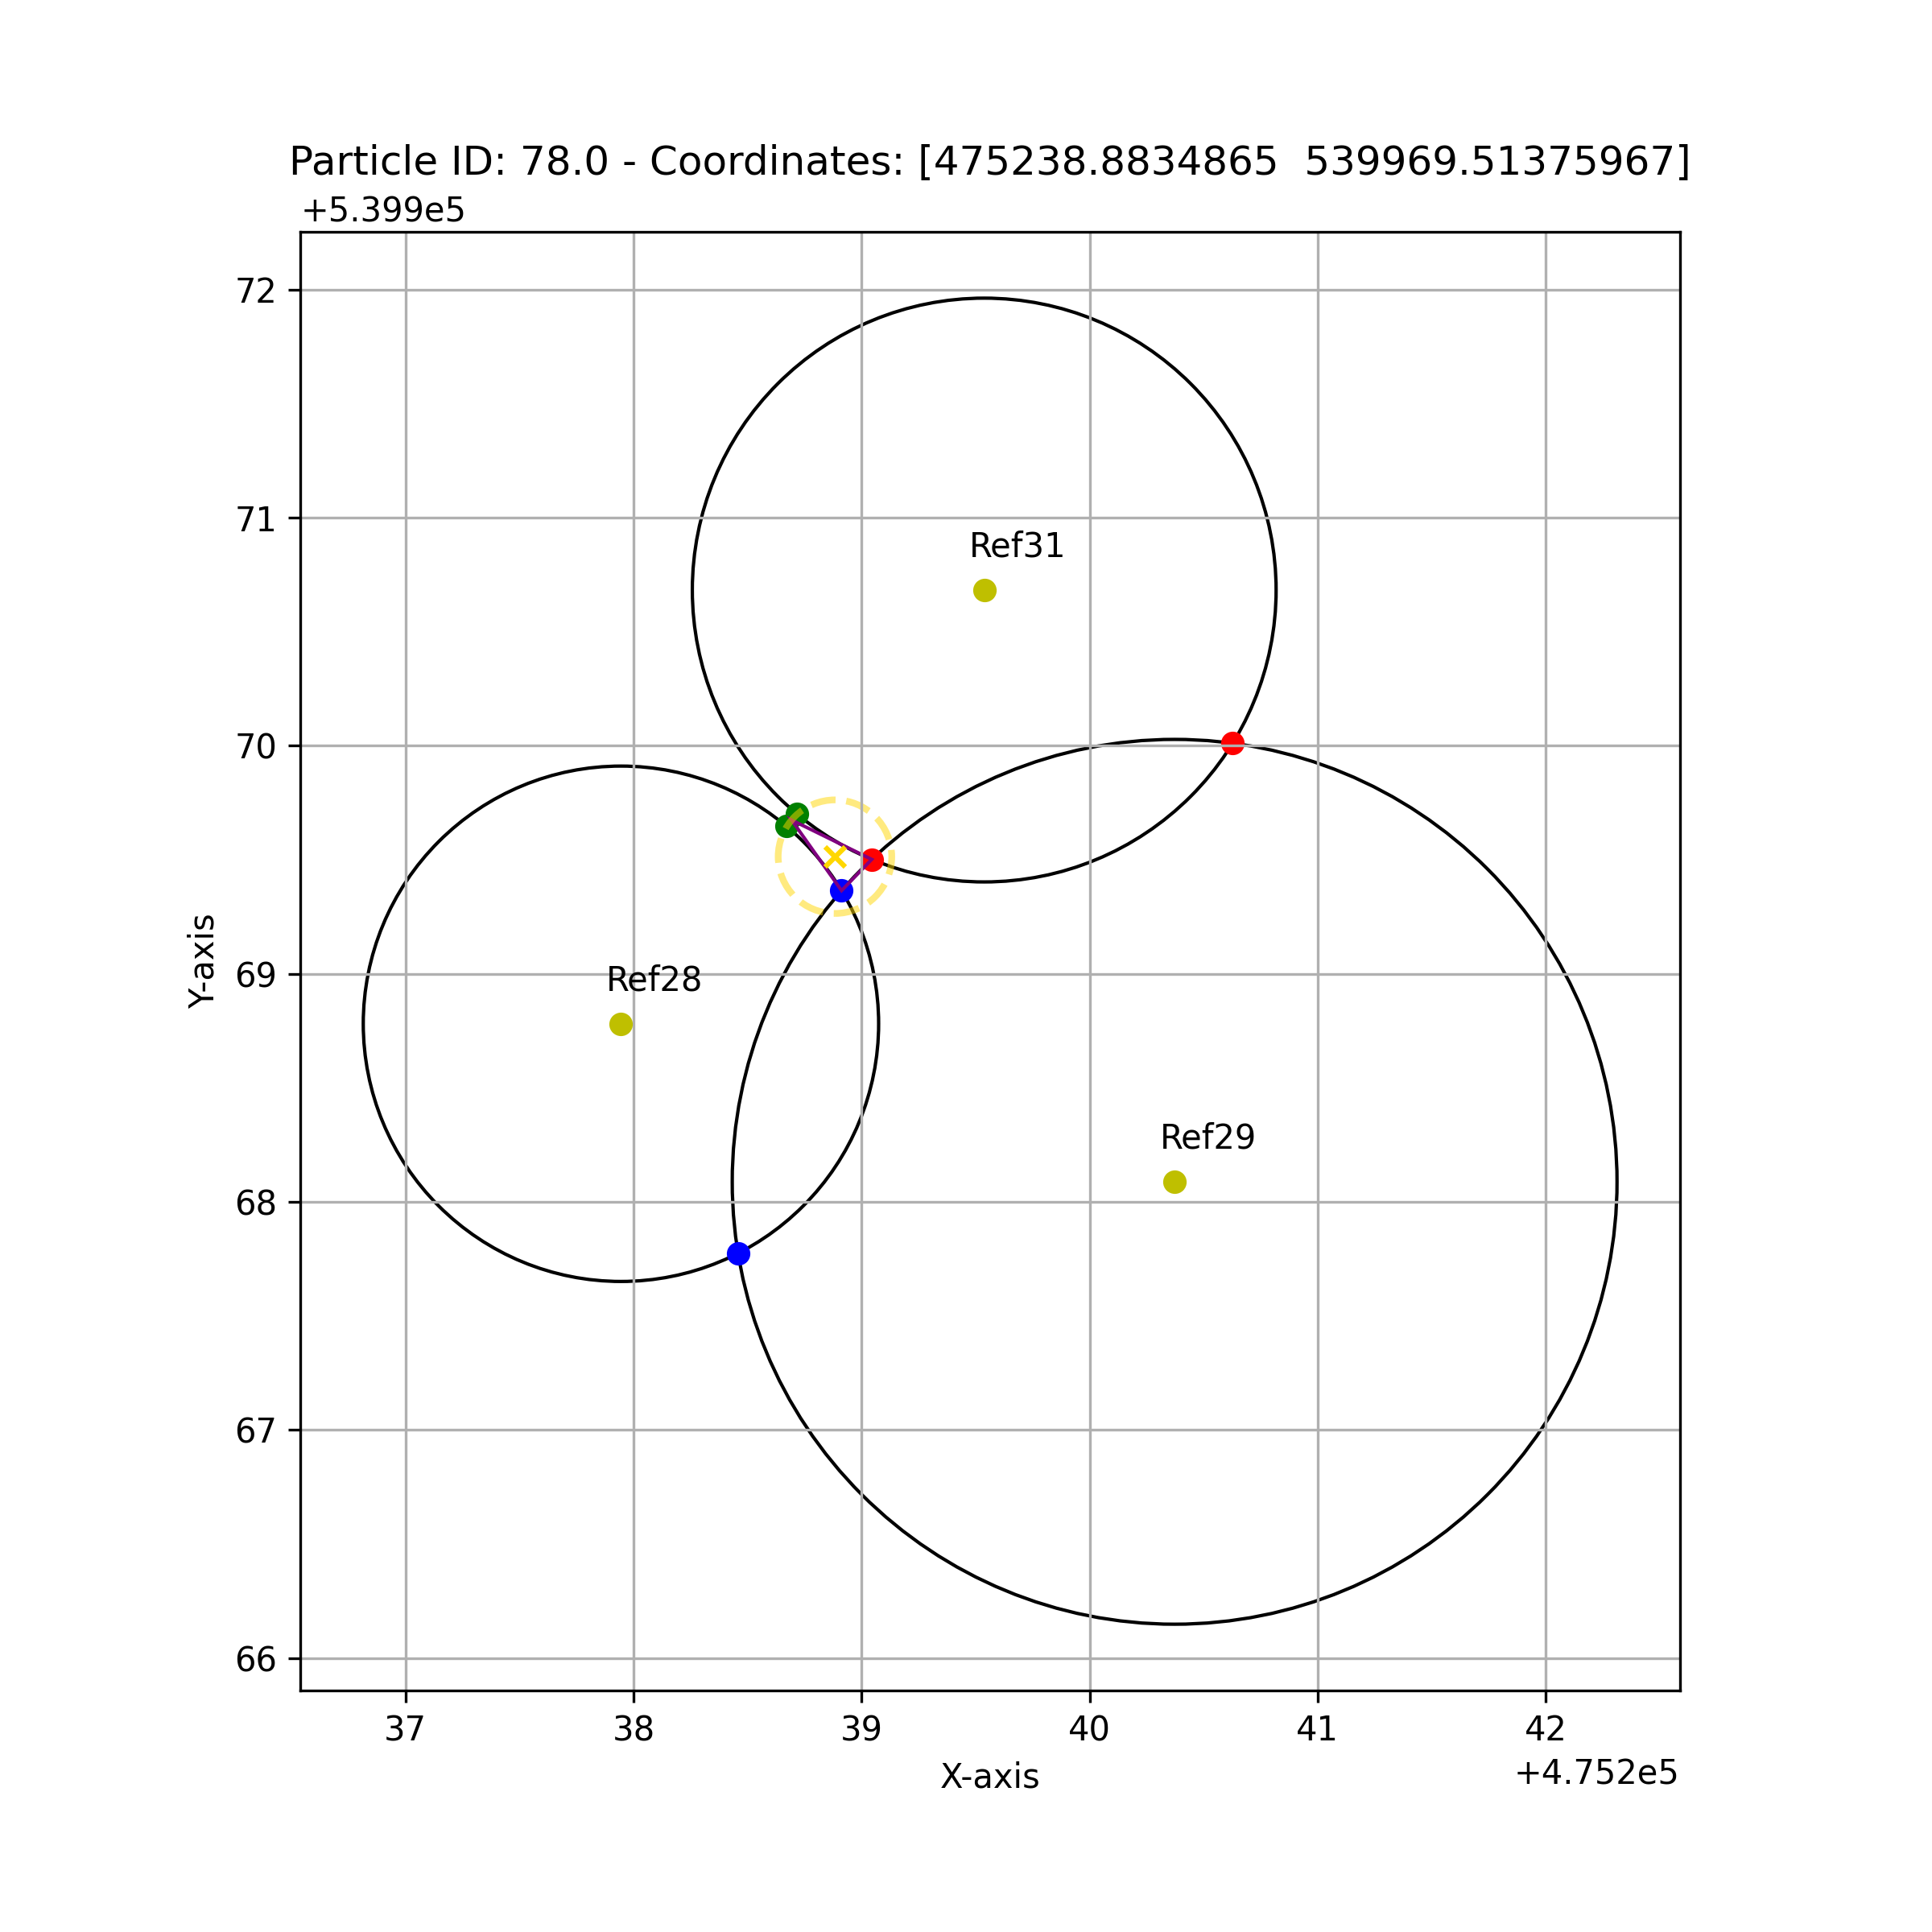 Particle ID: 78.0 - Coordinates: [475238.8834865  539969.51375967]
+5.399e5
72
71
Ref31
70
69
Ref28
Ref29
68
67
66
Y-axis
37 38 39 40 41 42
X-axis
+4.752e5